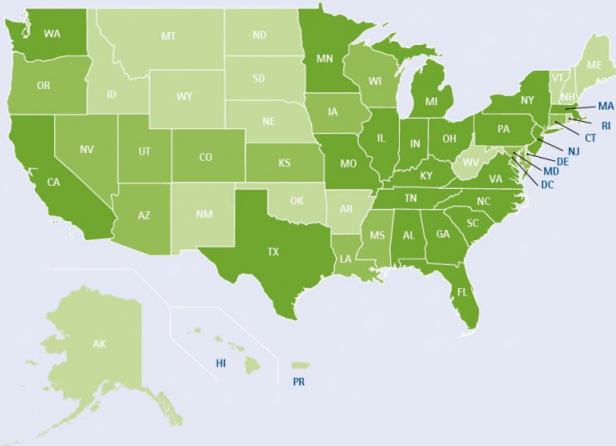 WA
MT
ND
MN
ME
VT
NH
OR
ID
SD
WI
MI
NY
MA
RI
CT
WY
IA
NE
PA
NJ
DE
MD
DC
NV
UT
CO
KS
MO
IL
IN
OH
WV
VA
KY
CA
AZ
NM
OK
AR
TN
NC
SC
TX
LA
MS
AL
GA
FL
AK
HI
PR